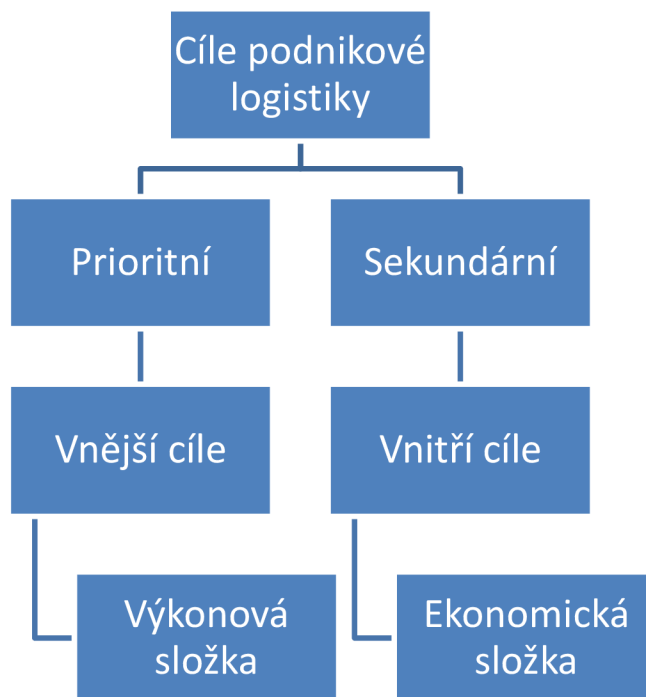 Cíle podnikové
logistiky
Prioritní
Sekundární
Vnější cíle
Vnitří cíle
Výkonová
složka
Ekonomická
složka